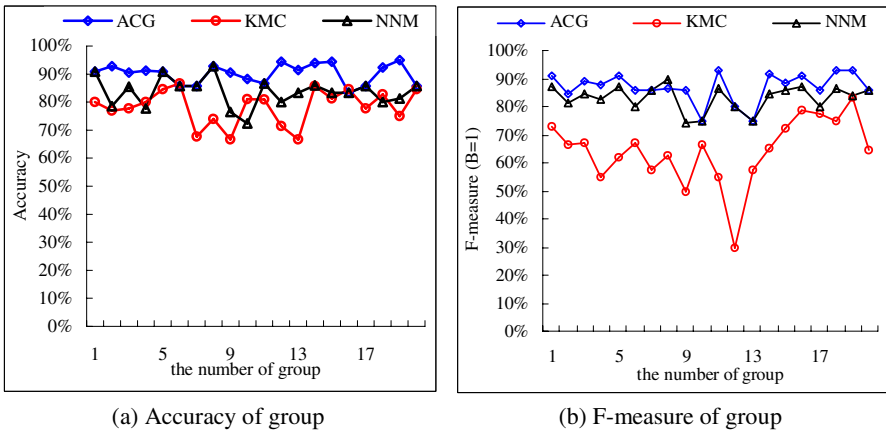 ACG KMC NNM
100%
90%
80%
70%
60%
50%
40%
30%
20%
10%
0%
Accuracy
1 5 9 13 17
the number of group
(a) Accuracy of group
ACG KMC NNM
100%
90%
80%
70%
60%
50%
40%
30%
20%
10%
0%
F-measure (B=1)
1 5 9 13 17
the number of group
(b) F-measure of group